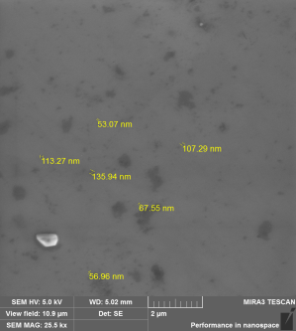 53.07 nm
107.29 nm
113.27 nm
135.94 nm
67.55 nm
56.96 nm
SEM HV: 5.0 kV WD: 5.02 mm MIRA3 TESCAN
View field: 10.9 µm Det: SE 2 µm
SEM MAG: 25.5 kx Performance in nanospace